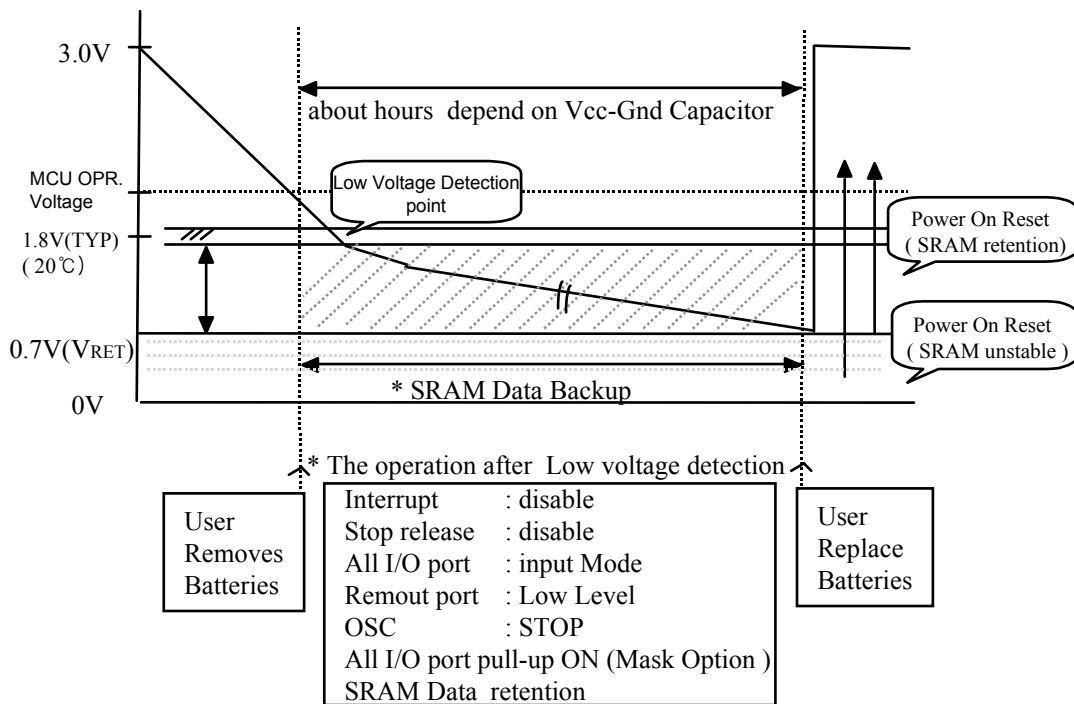 3.0V
about hours depend on Vcc-Gnd Capacitor
MCU OPR.
Voltage
Low Voltage Detection
point
1.8V(TYP)
( 20℃ )
Power On Reset
( SRAM retention)
0.7V(VRET)
Power On Reset
( SRAM unstable )
* SRAM Data Backup
0V
* The operation after Low voltage detection
User
Removes
Batteries
Interrupt : disable
Stop release : disable
All I/O port : input Mode
Remout port : Low Level
OSC : STOP
All I/O port pull-up ON (Mask Option )
SRAM Data retention
User
Replace
Batteries